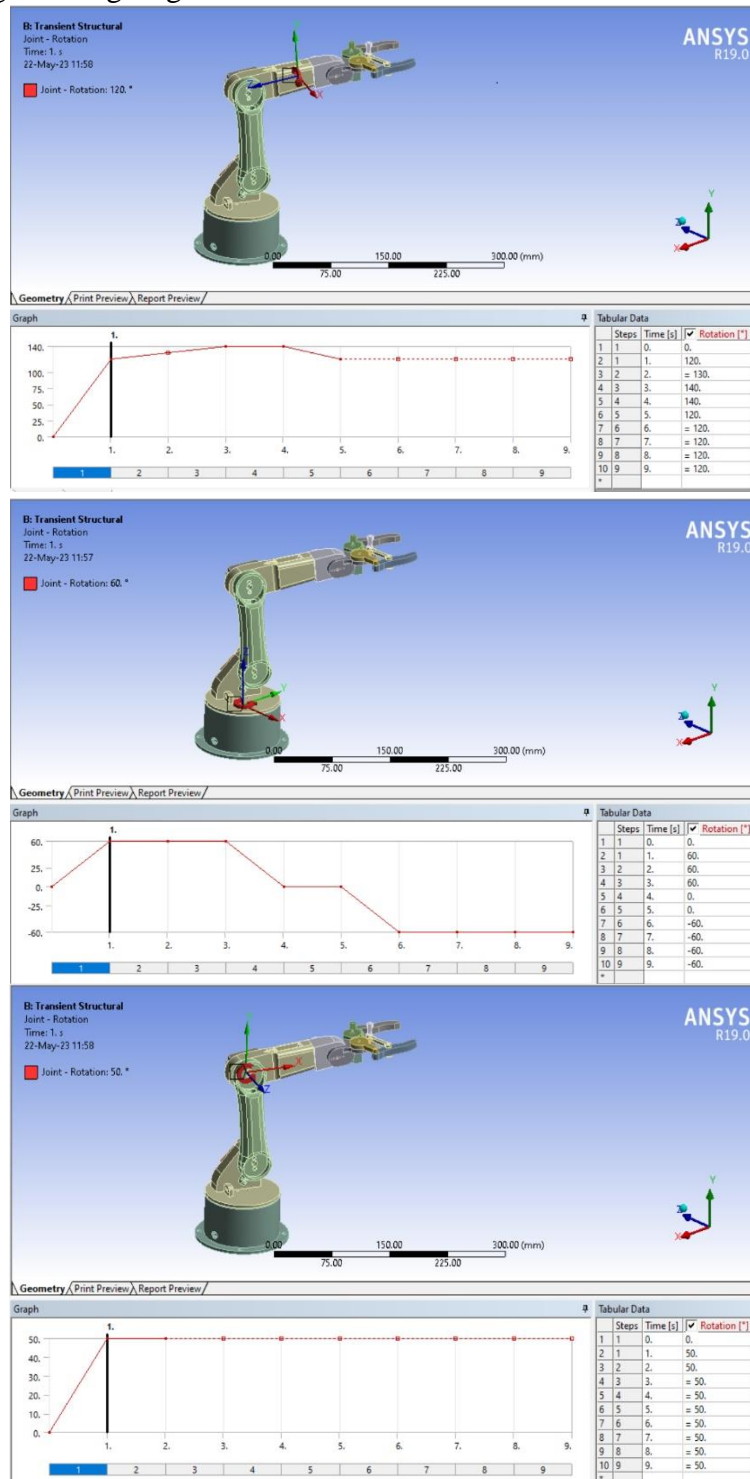 B: Transient Structural
Joint - Rotation
Time: 1. s
22-May-23 11:58
Joint - Rotation: 120. °
ANSYS
R19.0
Y
Z
X
Y
Z
X
0.00 150.00 300.00 (mm)
75.00 225.00
Geometry Print Preview Report Preview
Graph
1.
140.
100.
75.
50.
25.
0.
1. 2. 3. 4. 5. 6. 7. 8. 9.
1 2 3 4 5 6 7 8 9
Tabular Data
Steps Time [s] Rotation [°]
1 1 0. 0.
2 1 1. 120.
3 2 2. = 130.
4 3 3. 140.
5 4 4. 140.
6 5 5. 120.
7 6 6. = 120.
8 7 7. = 120.
9 8 8. = 120.
10 9 9. = 120.
*
B: Transient Structural
Joint - Rotation
Time: 1. s
22-May-23 11:57
Joint - Rotation: 60. °
ANSYS
R19.0
Y
X
Y
Z
X
0.00 150.00 300.00 (mm)
75.00 225.00
Geometry Print Preview Report Preview
Graph
1.
60.
25.
0.
-25.
-60.
1. 2. 3. 4. 5. 6. 7. 8. 9.
1 2 3 4 5 6 7 8 9
Tabular Data
Steps Time [s] Rotation [°]
1 1 0. 0.
2 1 1. 60.
3 2 2. 60.
4 3 3. 60.
5 4 4. 0.
6 5 5. 0.
7 6 6. -60.
8 7 7. -60.
9 8 8. -60.
10 9 9. -60.
*
B: Transient Structural
Joint - Rotation
Time: 1. s
22-May-23 11:58
Joint - Rotation: 50. °
ANSYS
R19.0
X
Z
Y
Z
X
0.00 150.00 300.00 (mm)
75.00 225.00
Geometry Print Preview Report Preview
Graph
1.
50.
40.
30.
20.
10.
0.
1. 2. 3. 4. 5. 6. 7. 8. 9.
1 2 3 4 5 6 7 8 9
Tabular Data
Steps Time [s] Rotation [°]
1 1 0. 0.
2 1 1. 50.
3 2 2. 50.
4 3 3. = 50.
5 4 4. = 50.
6 5 5. = 50.
7 6 6. = 50.
8 7 7. = 50.
9 8 8. = 50.
10 9 9. = 50.
*